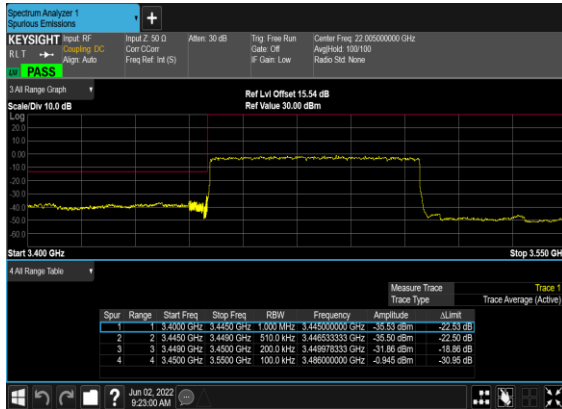 Spectrum Analyzer 1
Spurious Emissions
KEYSIGHT Input: RF Input Z: 50 Ω Atten: 30 dB Trig: Free Run Center Freq: 22.005000000 GHz
RLT Coupling: DC Corr CCorr Gate: Off Avg|Hold: 100/100
Align: Auto Freq Ref: Int (S) IF Gain: Low Radio Std: None
PASS
3 All Range Graph
Ref Lvl Offset 15.54 dB
Scale/Div 10.0 dB Ref Value 30.00 dBm
Log
20.0
10.0
0.00
-10.0
-20.0
-30.0
-40.0
-50.0
-60.0
Start 3.400 GHz Stop 3.550 GH
4 All Range Table
Measure Trace Trace 1
Trace Type Trace Average (Active)
Spur Range Start Freq Stop Freq RBW Frequency Amplitude ΔLimit
1 1 3.4000 GHz 3.4450 GHz 1.000 MHz 3.445000000 GHz -35.53 dBm -22.53 dB
2 2 3.4450 GHz 3.4490 GHz 510.0 kHz 3.446533333 GHz -35.50 dBm -22.50 dB
3 3 3.4490 GHz 3.4500 GHz 200.0 kHz 3.449978333 GHz -31.86 dBm -18.86 dB
4 4 3.4500 GHz 3.5500 GHz 100.0 kHz 3.486000000 GHz -0.945 dBm -30.95 dB
Jun 02, 2022
9:23:00 AM